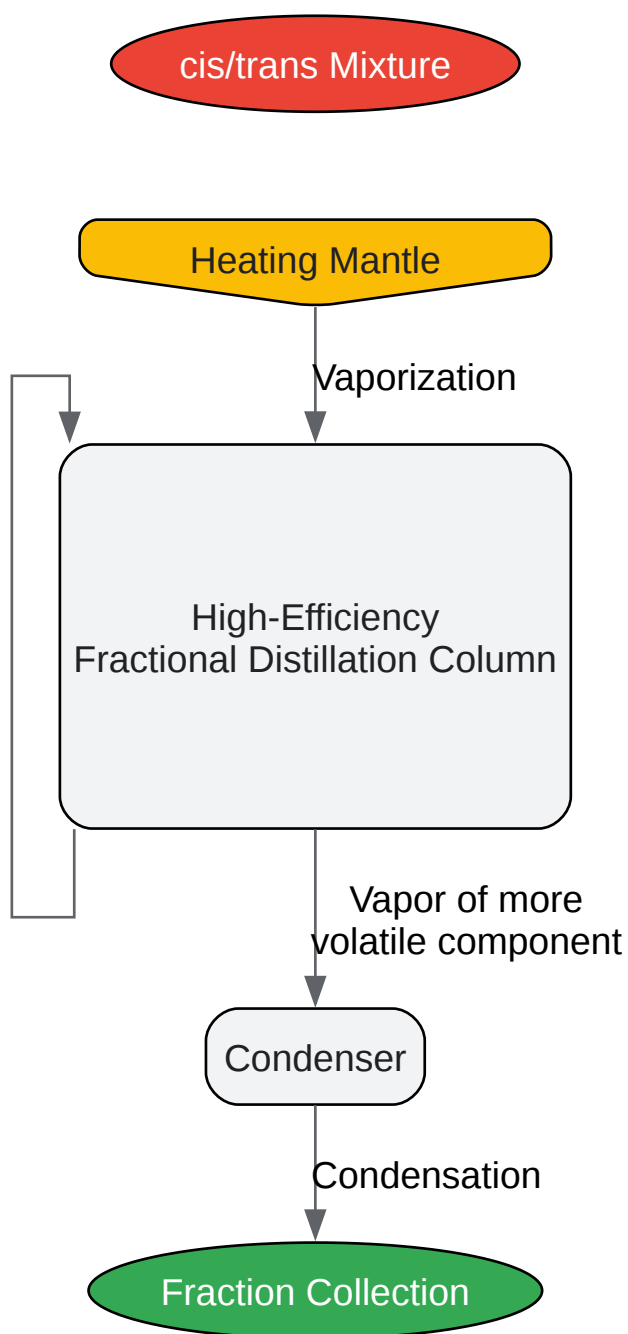 cis/trans Mixture
Heating Mantle
Vaporization
High-Efficiency
Fractional Distillation Column
Vapor of more
volatile component
Condenser
Condensation
Fraction Collection